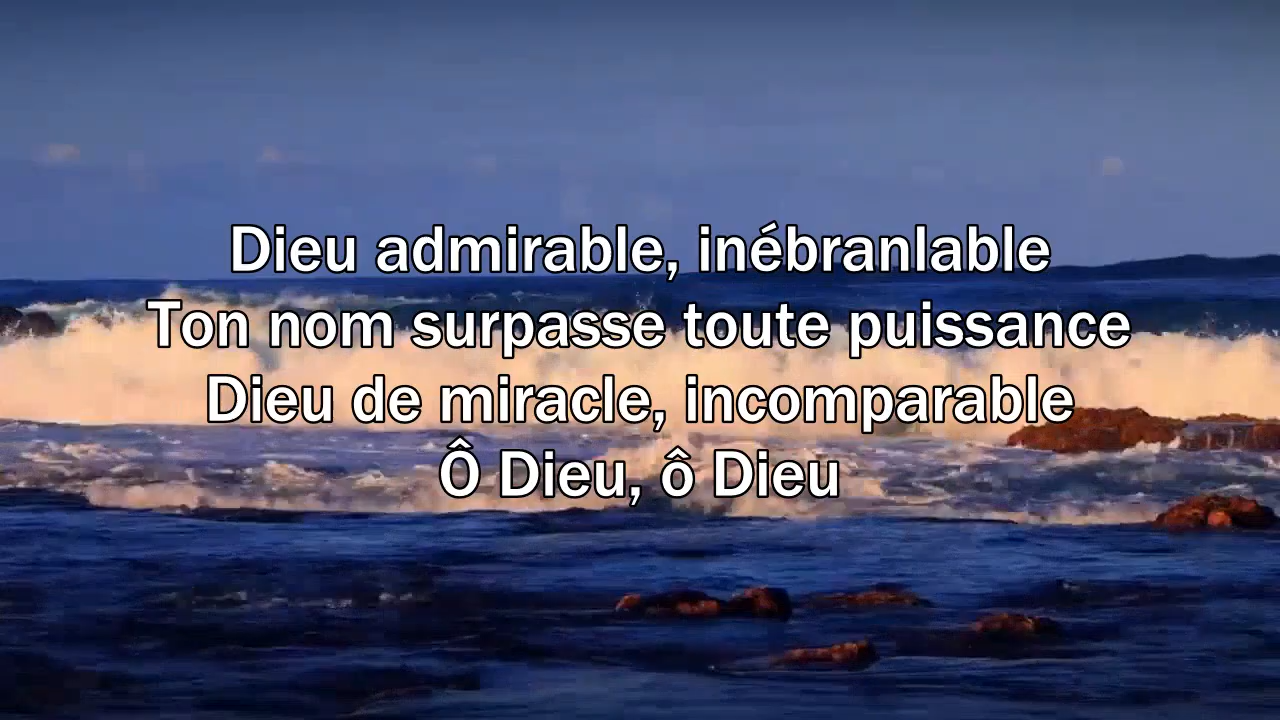 Dieu admirable, inébranlable
Ton nom surpasse toute puissance
Dieu de miracle, incomparable
Ô Dieu, ô Dieu